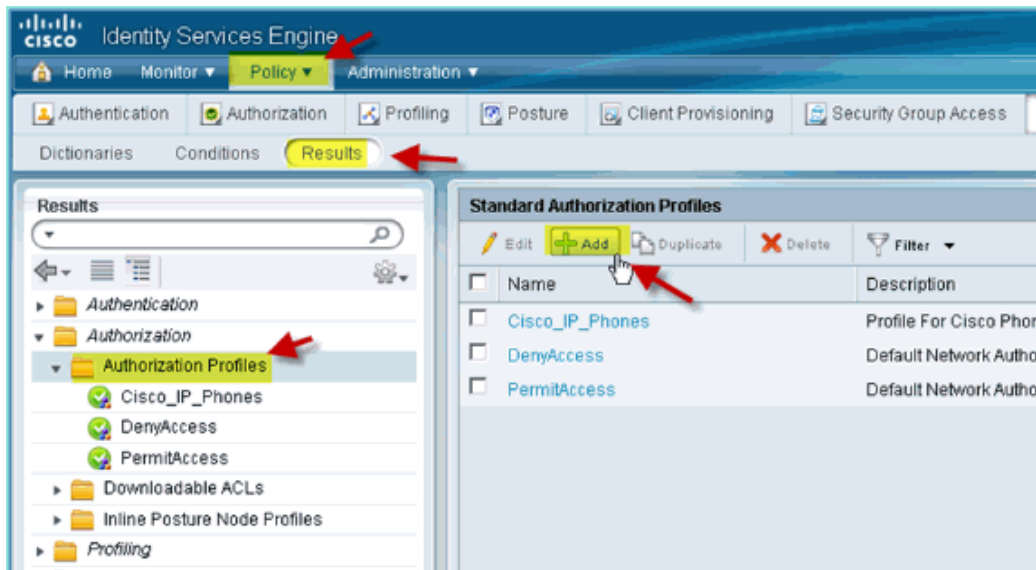 CISCO Identity Services Engine
Home Monitor ▼ Policy ▼ Administration ▼
Authentication Authorization Profiling Posture Client Provisioning Security Group Access
Dictionaries Conditions Results
Results
Authentication
Authorization
Authorization Profiles
Cisco_IP_Phones
DenyAccess
PermitAccess
Downloadable ACLs
Inline Posture Node Profiles
Profiling
Standard Authorization Profiles
Edit Add Duplicate Delete Filter ▼
Name Description
Cisco_IP_Phones Profile For Cisco Phor
DenyAccess Default Network Autho
PermitAccess Default Network Autho